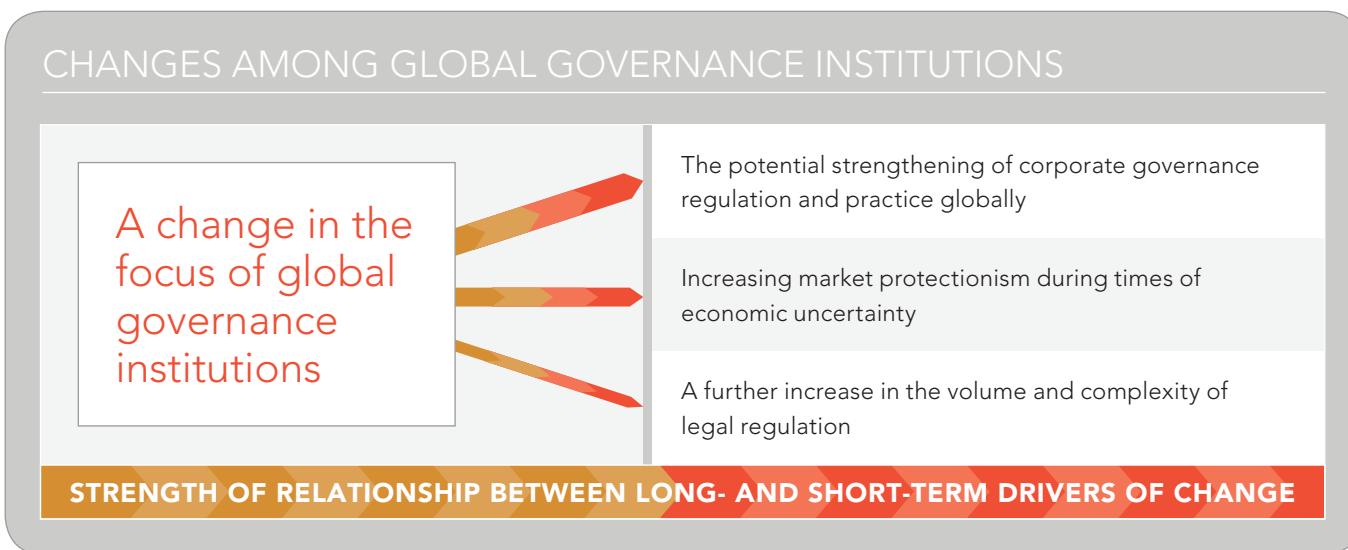 CHANGES AMONG GLOBAL GOVERNANCE INSTITUTIONS
A change in the
focus of global
governance
institutions
The potential strengthening of corporate governance
regulation and practice globally
Increasing market protectionism during times of
economic uncertainty
A further increase in the volume and complexity of
legal regulation
STRENGTH OF RELATIONSHIP BETWEEN LONG- AND SHORT-TERM DRIVERS OF CHANGE